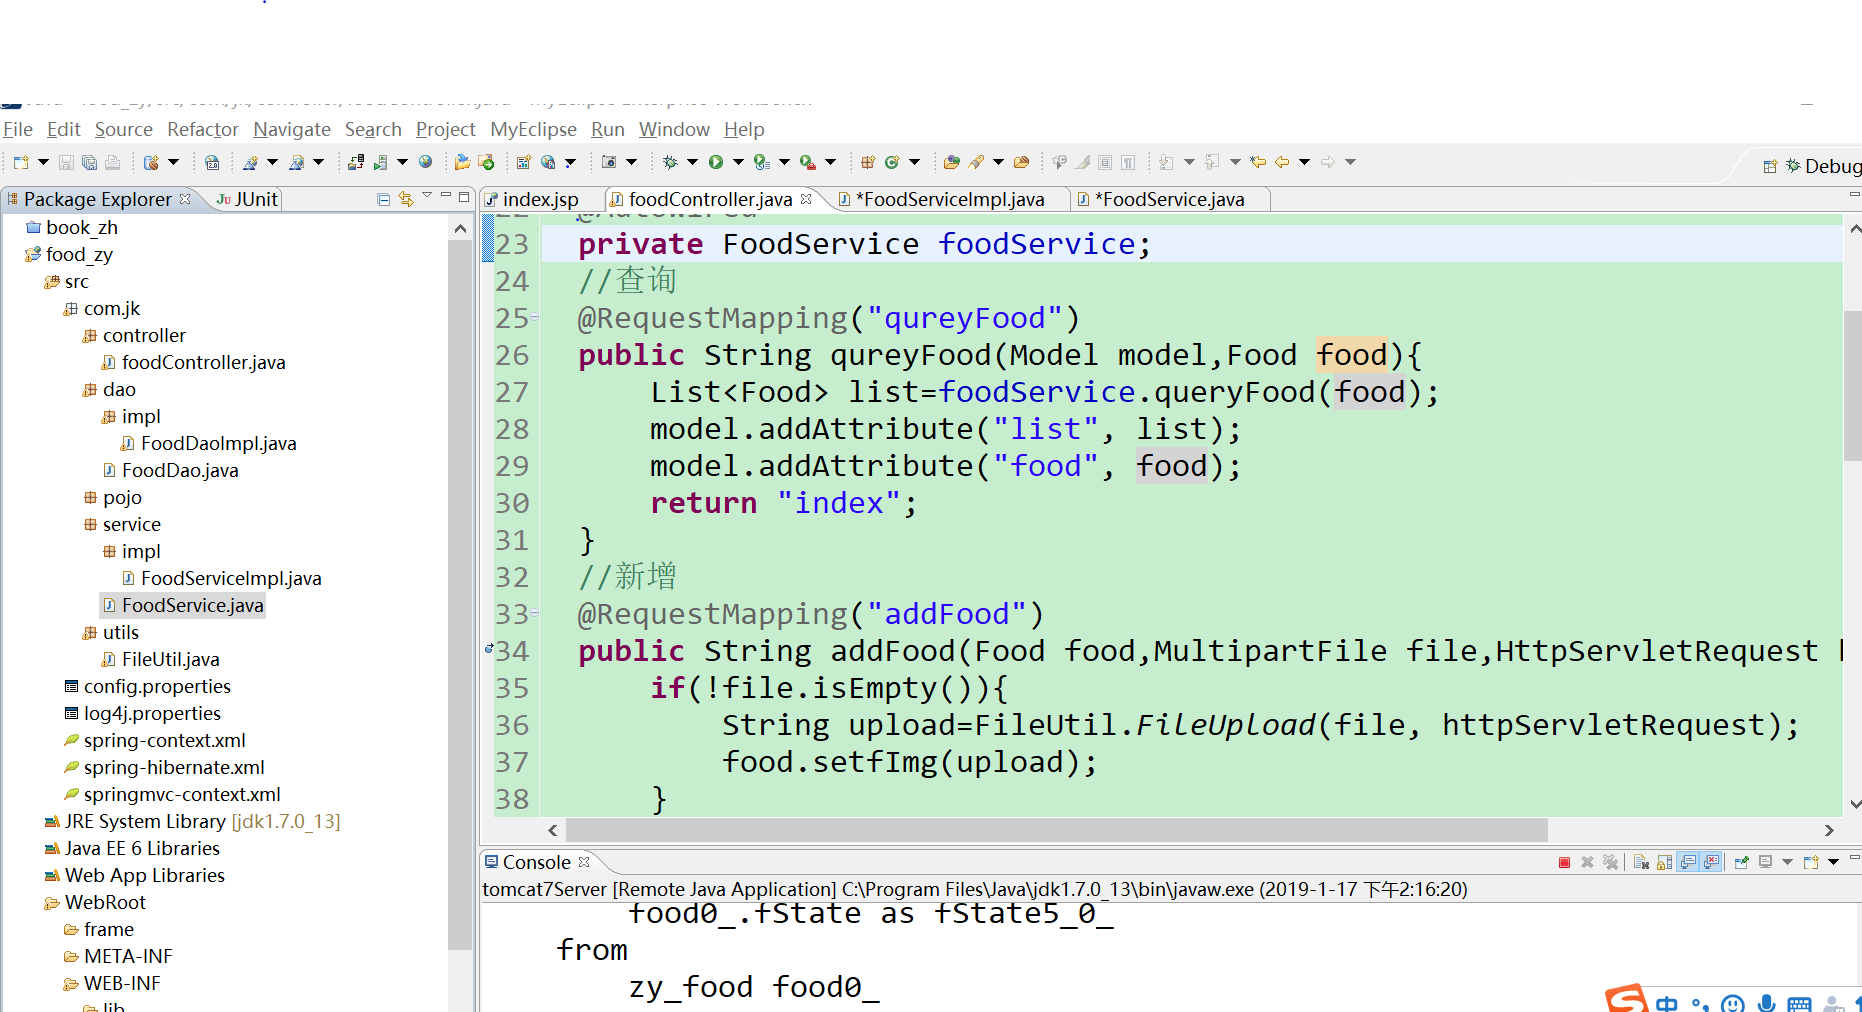 File Edit Source Refactor Navigate Search Project MyEclipse Run Window Help
Debug
Package Explorer
JUnit
index.jsp
foodController.java
*FoodServiceImpl.java
*FoodService.java
book_zh
food_zy
src
com.jk
controller
foodController.java
dao
impl
FoodDaoImpl.java
FoodDao.java
pojo
service
impl
FoodServiceImpl.java
FoodService.java
utils
FileUtil.java
config.properties
log4j.properties
spring-context.xml
spring-hibernate.xml
springmvc-context.xml
JRE System Library [jdk1.7.0_13]
Java EE 6 Libraries
Web App Libraries
WebRoot
frame
META-INF
WEB-INF
lib
22 @Autowired
23 private FoodService foodService;
24 //查询
25 @RequestMapping("qureyFood")
26 public String qureyFood(Model model,Food food){
27 List<Food> list=foodService.queryFood(food);
28 model.addAttribute("list", list);
29 model.addAttribute("food", food);
30 return "index";
31 }
32 //新增
33 @RequestMapping("addFood")
34 public String addFood(Food food,MultipartFile file,HttpServletRequest
35 if(!file.isEmpty()){
36 String upload=FileUtil.FileUpload(file, httpServletRequest);
37 food.setfImg(upload);
38 }
Console
tomcat7Server [Remote Java Application] C:\Program Files\Java\jdk1.7.0_13\bin\javaw.exe (2019-1-17 下午2:16:20)
food0_.fState as fState5_0_
from
zy_food food0_
中